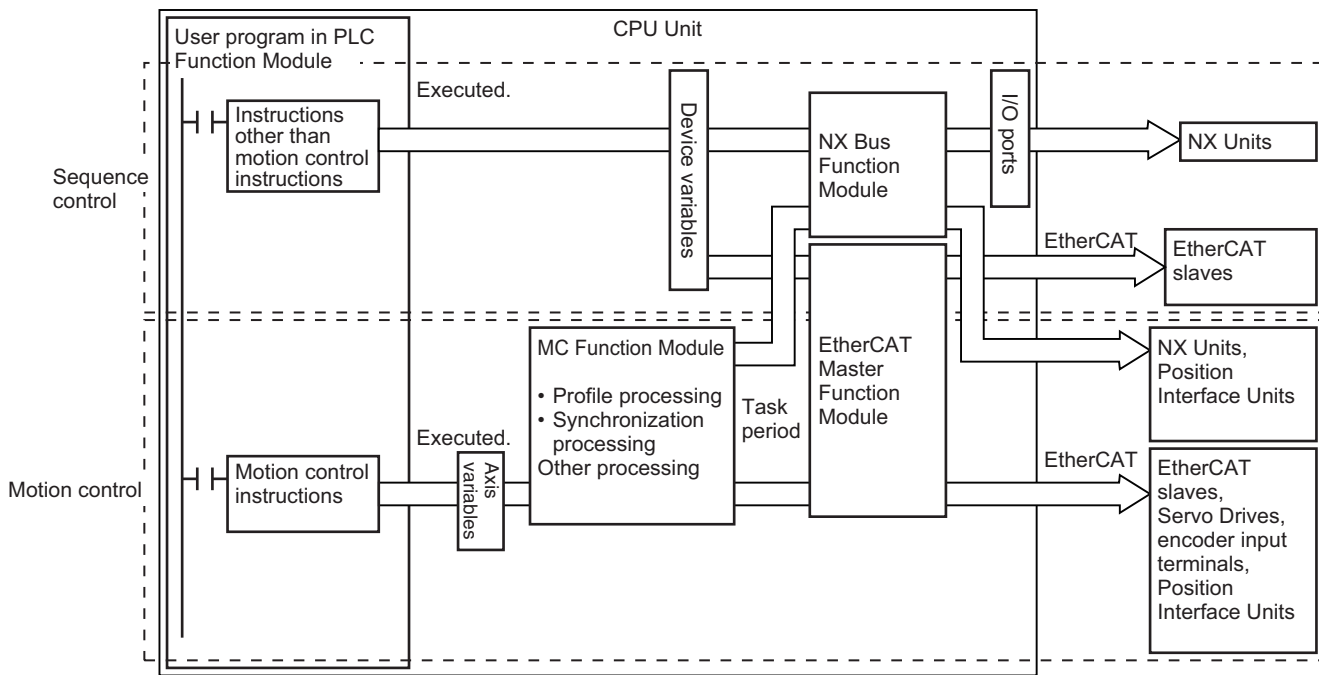 CPU Unit
User program in PLC
Function Module
Executed.
Instructions
other than
motion control
instructions
Device variables
NX Bus
Function
Module
I/O ports
NX Units
Sequence
control
EtherCAT
EtherCAT
slaves
MC Function Module
• Profile processing
• Synchronization
processing
Other processing
Task
period
EtherCAT
Master
Function
Module
NX Units,
Position
Interface Units
Motion control
Executed.
Motion control
instructions
Axis
variables
EtherCAT
EtherCAT
slaves,
Servo Drives,
encoder input
terminals,
Position
Interface Units